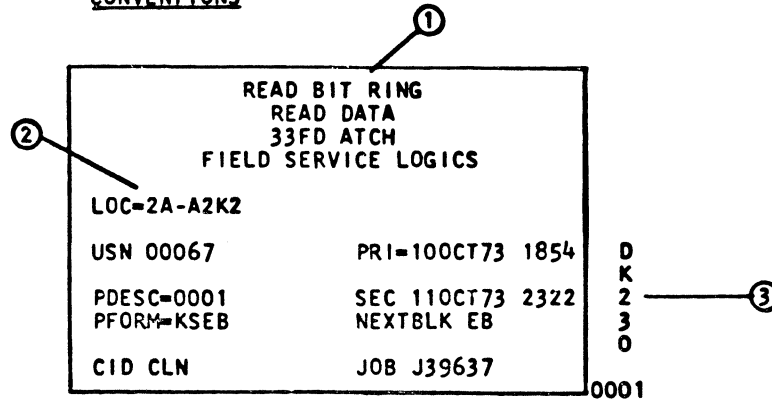 CONVENTIONS
①
READ BIT RING
READ DATA
33FD ATCH
FIELD SERVICE LOGICS
②
LOC=2A-A2K2
USN 00067 PRI=10OCT73 1854
PDESC=0001 SEC 11OCT73 2322
PFORM=KSEB NEXTBLK EB
CID CLN JOB J39637
D
K
2
3
0
③
0001